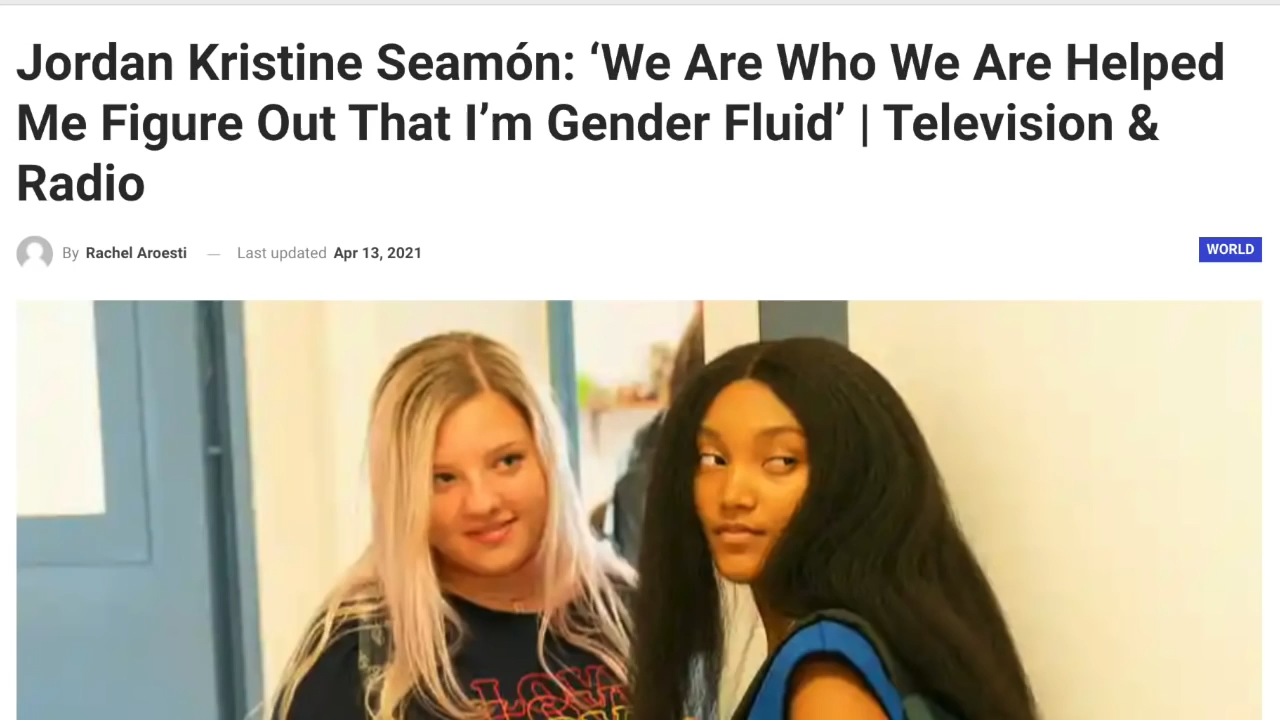 Jordan Kristine Seamón: ‘We Are Who We Are Helped
Me Figure Out That I’m Gender Fluid’ | Television &
Radio
By Rachel Aroesti — Last updated Apr 13, 2021
WORLD